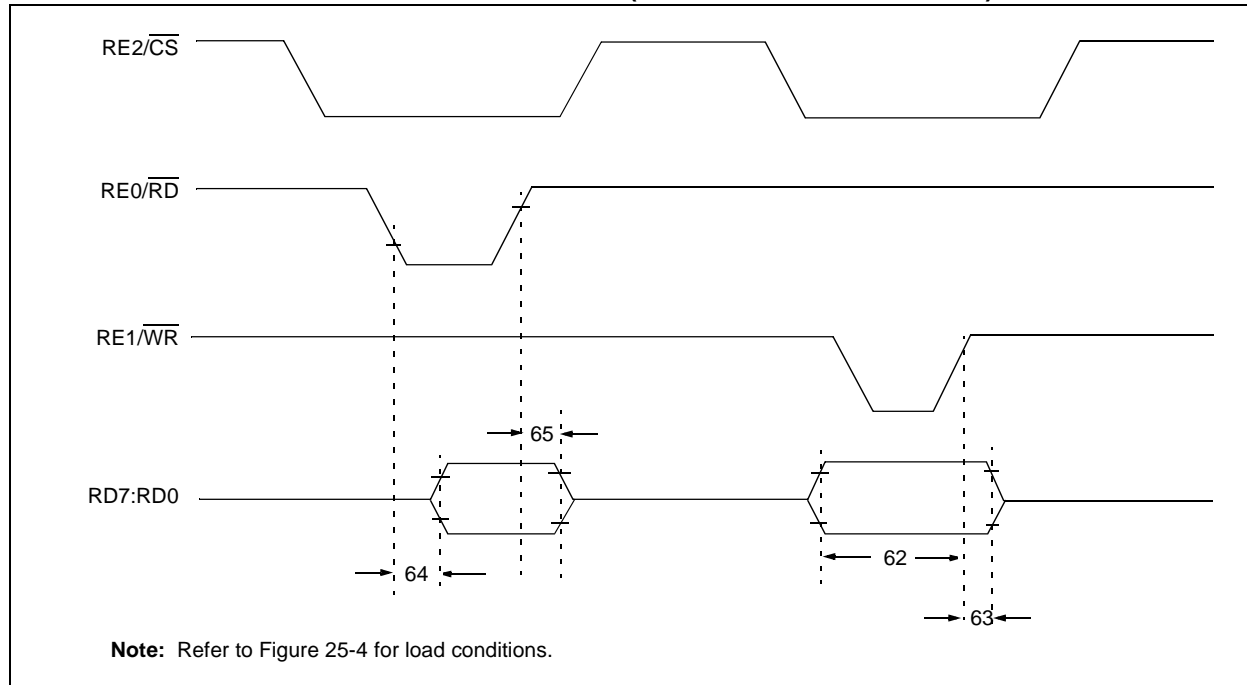 RE2/CS
RE0/RD
RE1/WR
65
RD7:RD0
62
64
63
Note: Refer to Figure 25-4 for load conditions.